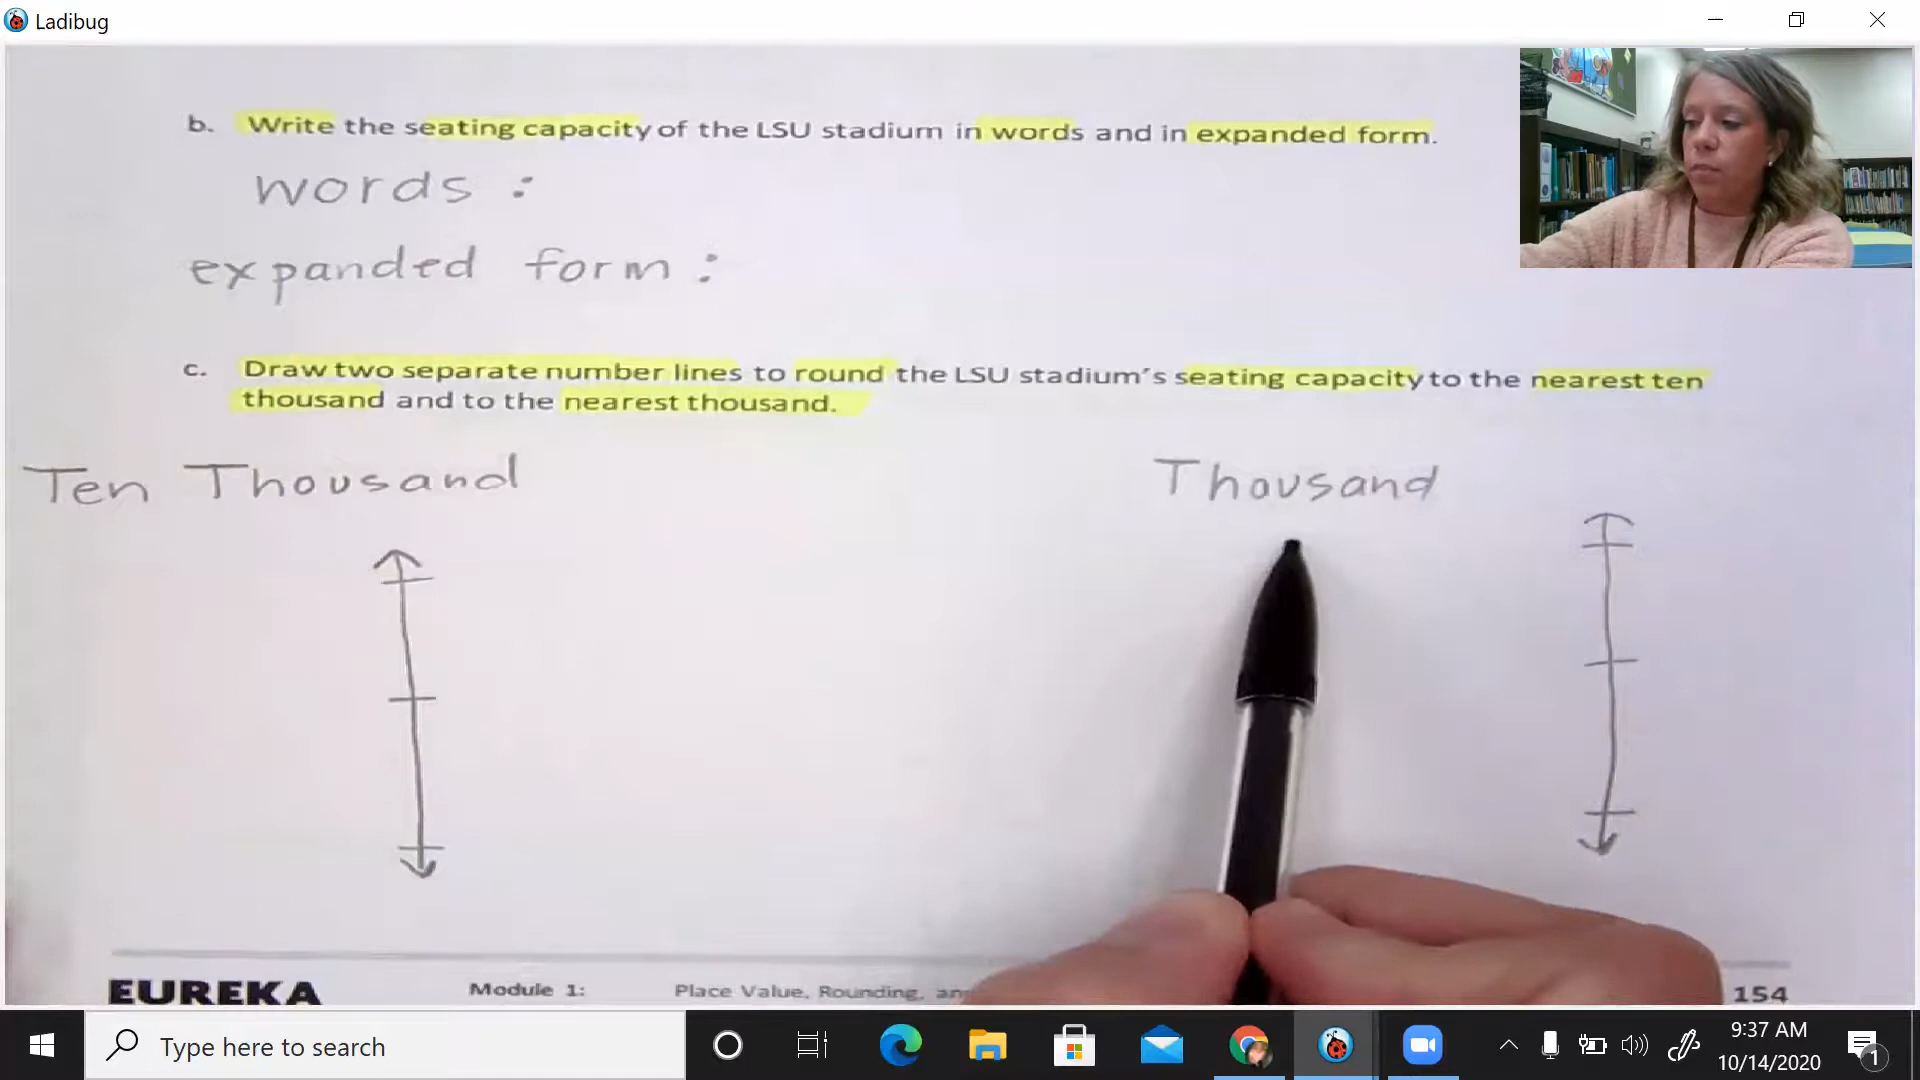 Ladibug
b. Write the seating capacity of the LSU stadium in words and in expanded form.
words :
expanded form :
c. Draw two separate number lines to round the LSU stadium's seating capacity to the nearest ten
thousand and to the nearest thousand.
Ten Thousand
Thousand
EUREKA Module 1: Place Value, Rounding, 154
Type here to search
9:37 AM
10/14/2020
1